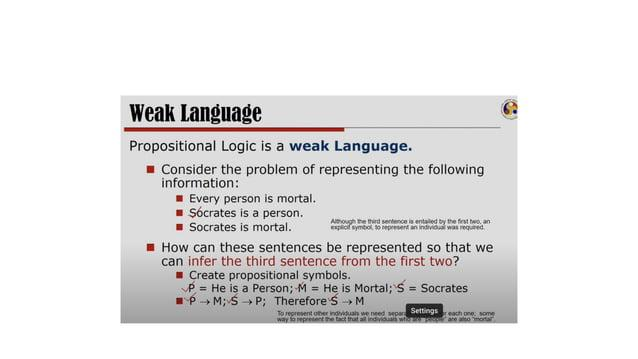 Weak Language
Propositional Logic is a weak Language.
Consider the problem of representing the following
information:
Every person is mortal.
Socrates is a person.
Socrates is mortal.
Although the third sentence is entailed by the first two, an
explicit symbol, to represent an individual was required.
How can these sentences be represented so that we
can infer the third sentence from the first two?
Create propositional symbols.
P = He is a Person; M = He is Mortal; S = Socrates
P → M; S → P; Therefore S → M
Settings
To represent other individuals we need each one; some
way to represent the fact that all individuals who are "people" are also "mortal".